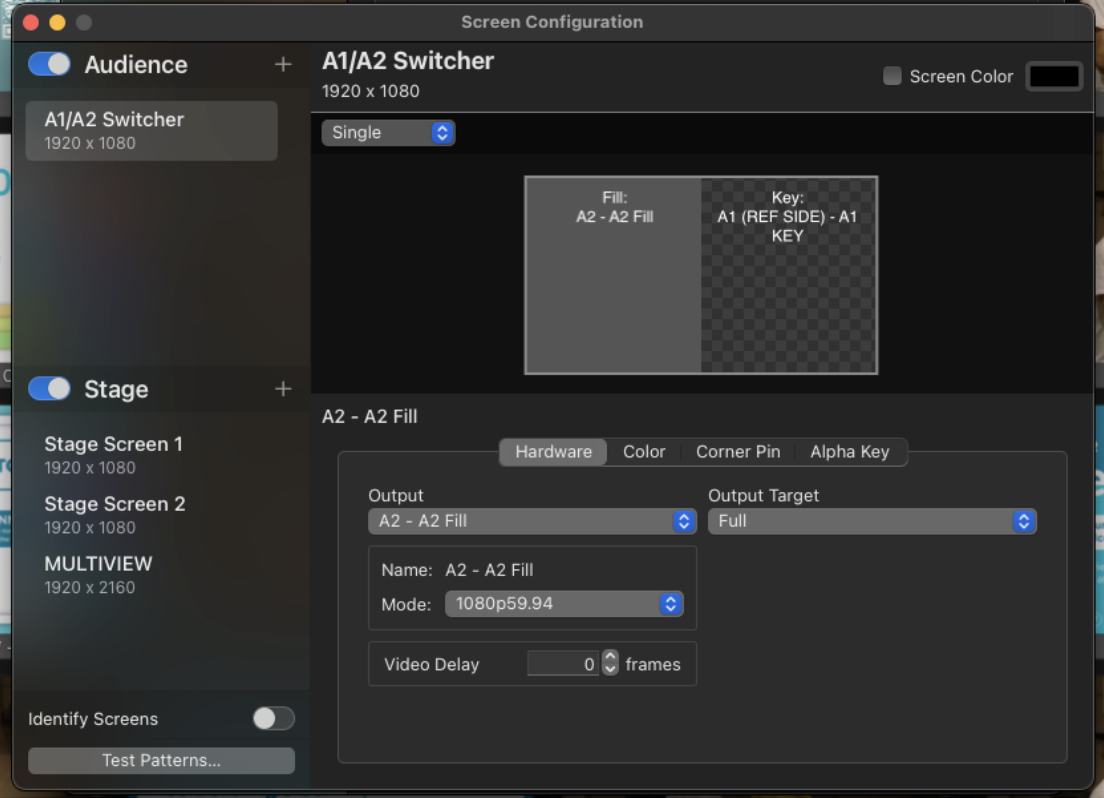 Screen Configuration
Audience
A1/A2 Switcher
1920 x 1080
Stage
Stage Screen 1
1920 x 1080
Stage Screen 2
1920 x 1080
MULTIVIEW
1920 x 2160
Identify Screens
Test Patterns...
A1/A2 Switcher
1920 x 1080
Screen Color
Single
Fill:
A2 - A2 Fill
Key:
A1 (REF SIDE) - A1
KEY
A2 - A2 Fill
Hardware
Color
Corner Pin
Alpha Key
Output
A2 - A2 Fill
Output Target
Full
Name: A2 - A2 Fill
Mode: 1080p59.94
Video Delay 0 frames